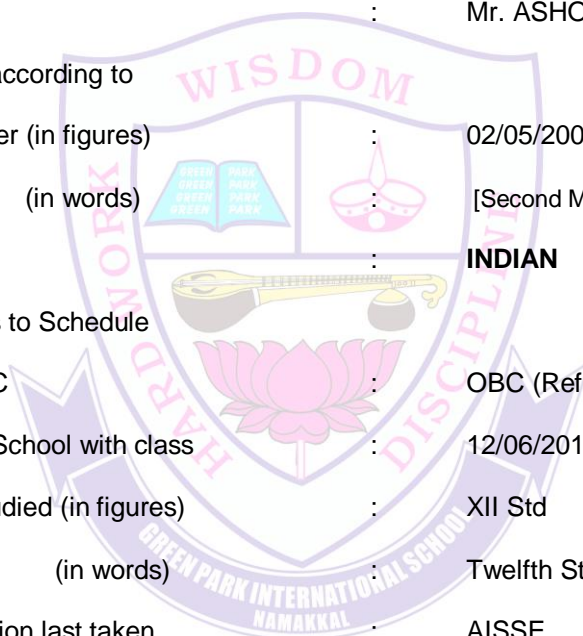 : Mr. ASHO
according to
er (in figures) : 02/05/200
(in words) : [Second M
: INDIAN
s to Schedule
C : OBC (Ref
School with class : 12/06/201
udied (in figures) : XII Std
(in words) : Twelfth St
ion last taken : AISSE
WISDOM
HARD WORK
DISCIPLINE
GREEN PARK
GREEN PARK
GREEN PARK
GREEN PARK
GREEN PARK INTERNATIONAL SCHOOL
NAMAKKAL